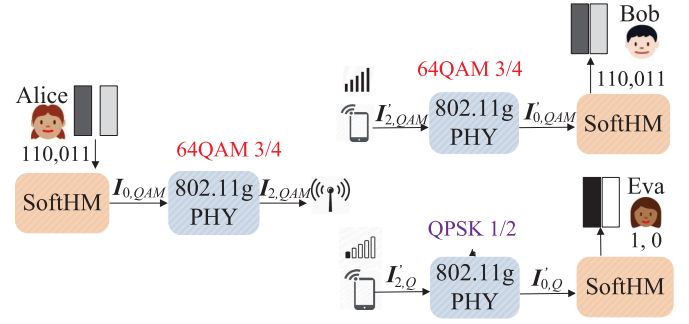 Alice
110,011
SoftHM
I0,QAM
64QAM 3/4
802.11g
PHY
I2,QAM
I′2,QAM
64QAM 3/4
802.11g
PHY
I′0,QAM
Bob
110,011
SoftHM
I′2,Q
QPSK 1/2
802.11g
PHY
I′0,Q
Eva
1, 0
SoftHM